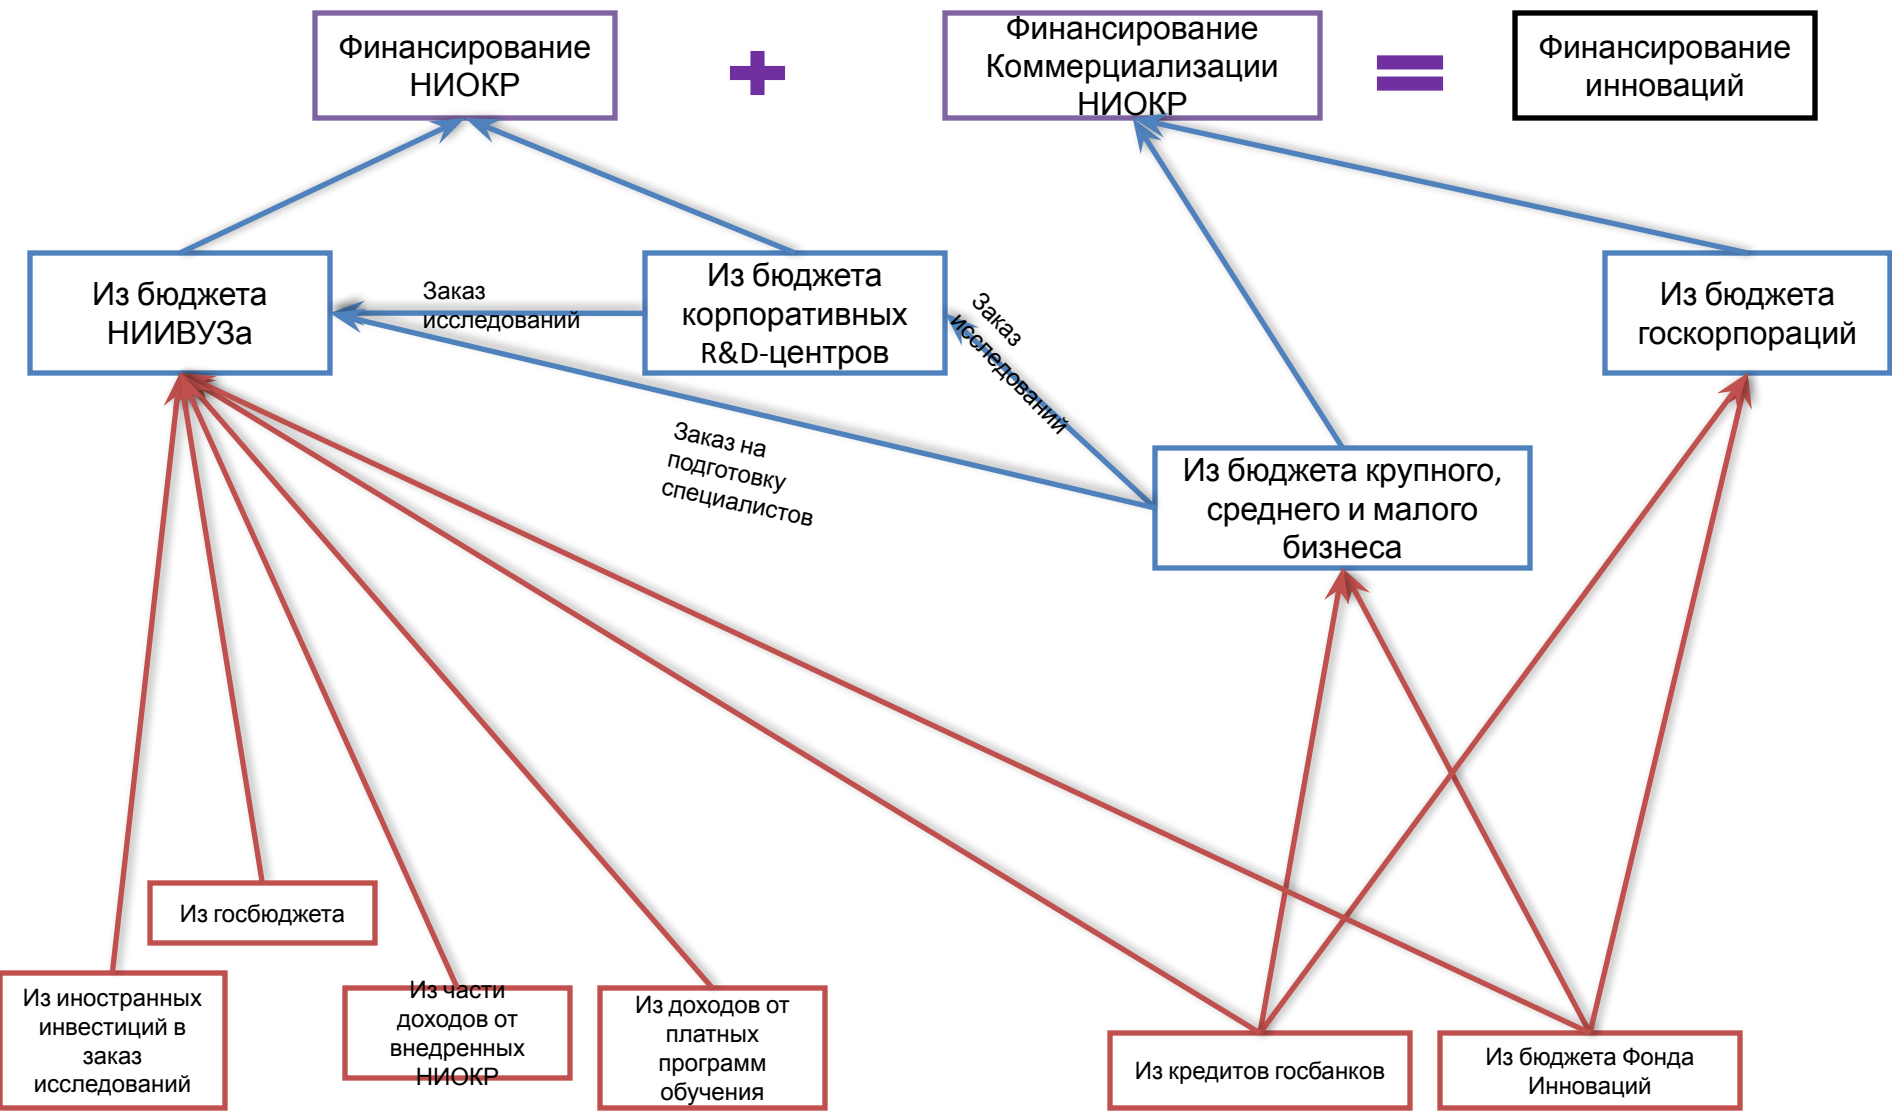 Финансирование
НИОКР
Финансирование
Коммерциализации
НИОКР
Финансирование
инноваций
Из бюджета
НИИВУЗа
Заказ
исследований
Из бюджета
корпоративных
R&D-центров
Заказ
исследований
Из бюджета
госкорпораций
Заказ на
подготовку
специалистов
Из бюджета крупного,
среднего и малого
бизнеса
Из госбюджета
Из иностранных
инвестиций в
заказ
исследований
Из части
доходов от
внедренных
НИОКР
Из доходов от
платных
программ
обучения
Из кредитов госбанков
Из бюджета Фонда
Инноваций